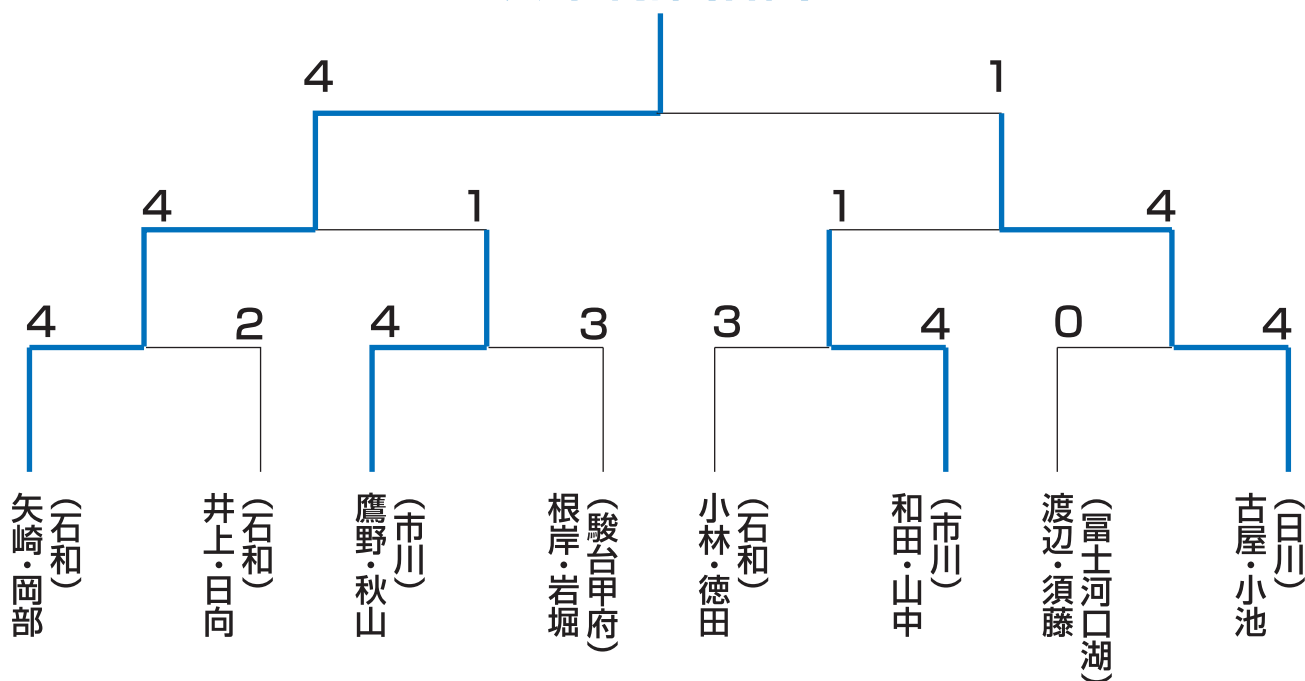 4 1
4 1 1 4
4 2 4 3 3 4 0 4
矢崎・岡部
(石和)
井上・日向
(石和)
鷹野・秋山
(市川)
根岸・岩堀
(駿台甲府)
小林・徳田
(石和)
和田・山中
(市川)
渡辺・須藤
(冨士河口湖)
古屋・小池
(日川)